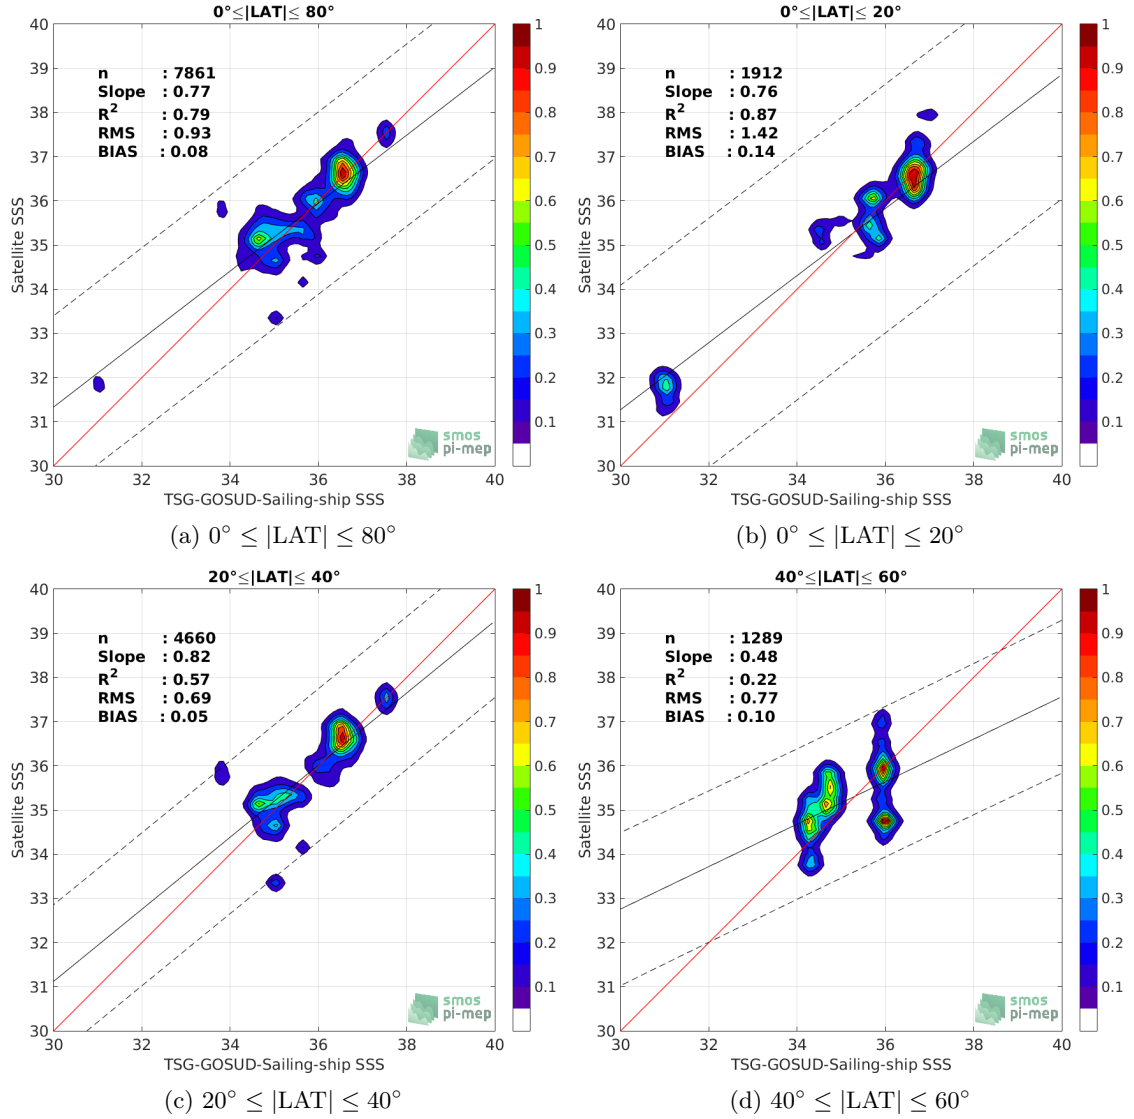 0°≤|LAT|≤ 80°
n : 7861
Slope : 0.77
R2 : 0.79
RMS : 0.93
BIAS : 0.08
40
39
38
37
36
35
34
33
32
31
30
Satellite SSS
30 32 34 36 38 40
TSG-GOSUD-Sailing-ship SSS
1
0.9
0.8
0.7
0.6
0.5
0.4
0.3
0.2
0.1
smos
pi-mep
(a) 0° ≤ |LAT| ≤ 80°
0°≤|LAT|≤ 20°
n : 1912
Slope : 0.76
R2 : 0.87
RMS : 1.42
BIAS : 0.14
40
39
38
37
36
35
34
33
32
31
30
Satellite SSS
30 32 34 36 38 40
TSG-GOSUD-Sailing-ship SSS
1
0.9
0.8
0.7
0.6
0.5
0.4
0.3
0.2
0.1
smos
pi-mep
(b) 0° ≤ |LAT| ≤ 20°
20°≤|LAT|≤ 40°
n : 4660
Slope : 0.82
R2 : 0.57
RMS : 0.69
BIAS : 0.05
40
39
38
37
36
35
34
33
32
31
30
Satellite SSS
30 32 34 36 38 40
TSG-GOSUD-Sailing-ship SSS
1
0.9
0.8
0.7
0.6
0.5
0.4
0.3
0.2
0.1
smos
pi-mep
(c) 20° ≤ |LAT| ≤ 40°
40°≤|LAT|≤ 60°
n : 1289
Slope : 0.48
R2 : 0.22
RMS : 0.77
BIAS : 0.10
40
39
38
37
36
35
34
33
32
31
30
Satellite SSS
30 32 34 36 38 40
TSG-GOSUD-Sailing-ship SSS
1
0.9
0.8
0.7
0.6
0.5
0.4
0.3
0.2
0.1
smos
pi-mep
(d) 40° ≤ |LAT| ≤ 60°